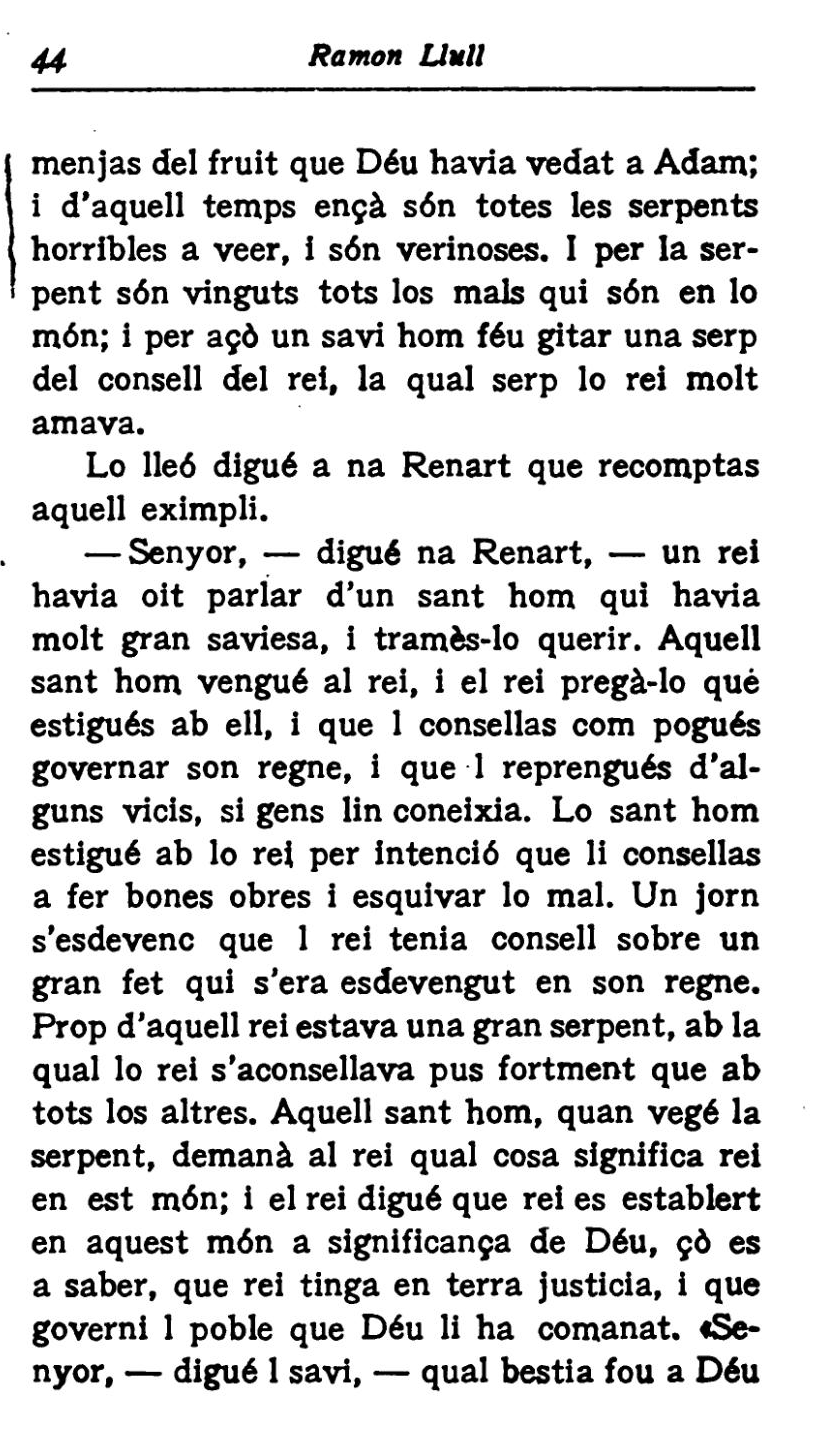 44 Ramon Llull
menjas del fruit que Déu havia vedat a Adam;
i d'aquell temps ençà són totes les serpents
horribles a veer, i són verinoses. I per la ser-
pent són vinguts tots los mals qui són en lo
món; i per açò un savi hom féu gitar una serp
del consell del rei, la qual serp lo rei molt
amava.
Lo lleó digué a na Renart que recomptas
aquell eximpli.
— Senyor, — digué na Renart, — un rei
havia oit parlar d'un sant hom qui havia
molt gran saviesa, i tramès-lo querir. Aquell
sant hom vengué al rei, i el rei pregà-lo que
estigués ab ell, i que l consellas com pogués
governar son regne, i que ·l reprengués d'al-
guns vicis, si gens lin coneixia. Lo sant hom
estigué ab lo rei per intenció que li consellas
a fer bones obres i esquivar lo mal. Un jorn
s'esdevenc que l rei tenia consell sobre un
gran fet qui s'era esdevengut en son regne.
Prop d'aquell rei estava una gran serpent, ab la
qual lo rei s'aconsellava pus fortment que ab
tots los altres. Aquell sant hom, quan vegé la
serpent, demanà al rei qual cosa significa rei
en est món; i el rei digué que rei es establert
en aquest món a significança de Déu, çò es
a saber, que rei tinga en terra justicia, i que
governi l poble que Déu li ha comanat. «Se-
nyor, — digué l savi, — qual bestia fou a Déu